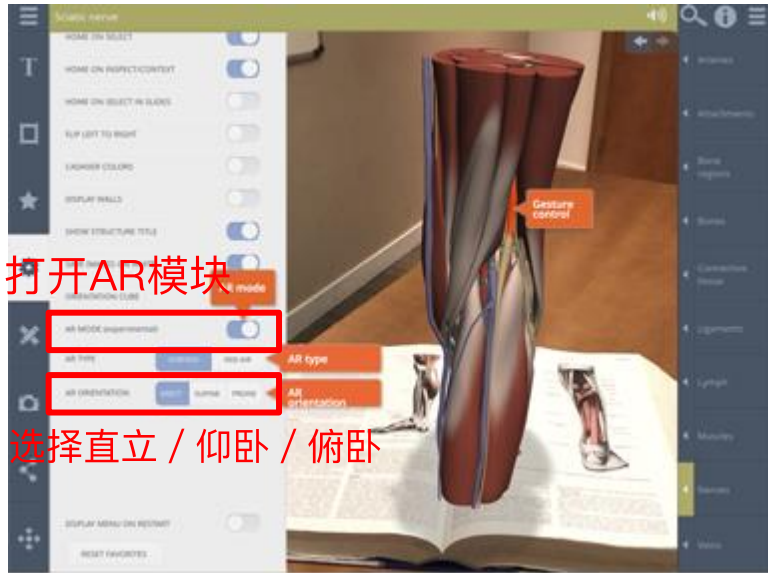 Sciatic nerve
HOME ON SELECT
HOME ON INSPECT/CONTEXT
HOME ON SELECT IN SLIDES
FLIP LEFT TO RIGHT
CADAVER COLORS
DISPLAY WALLS
SHOW STRUCTURE TITLE
打开AR模块
AR mode
ORIENTATION CUBE
AR MODE (experimental)
AR TYPE
AR type
AR ORIENTATION
SUPINE
PRONE
AR orientation
选择直立 / 仰卧 / 俯卧
DISPLAY MENU ON RESTART
RESET FAVORITES
Gesture control
Arteries
Attachments
Bone regions
Bones
Connective tissue
Ligaments
Lymph
Muscles
Nerves
Veins